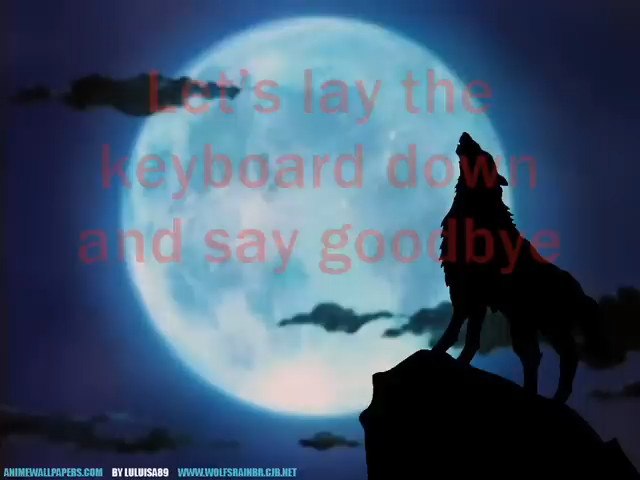 Let's lay the
keyboard down
and say goodbye
ANIMEWALLPAPERS.COM BY LULUISA89 WWW.WOLFSRAINBR.CJB.NET